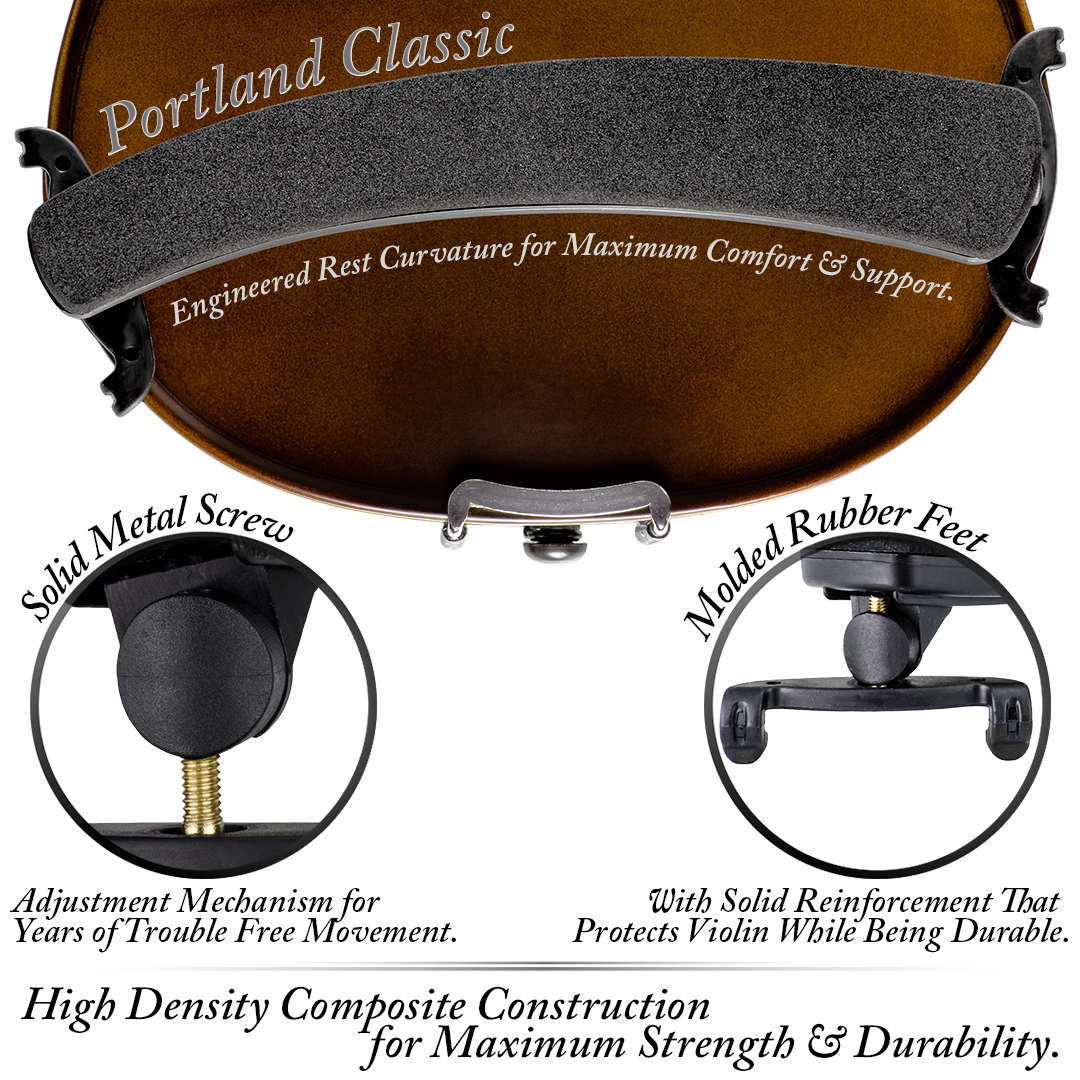 Portland Classic
Engineered Rest Curvature for Maximum Comfort & Support.
Solid Metal Screw
Molded Rubber Feet
Adjustment Mechanism for
Years of Trouble Free Movement.
With Solid Reinforcement That
Protects Violin While Being Durable.
High Density Composite Construction
for Maximum Strength & Durability.